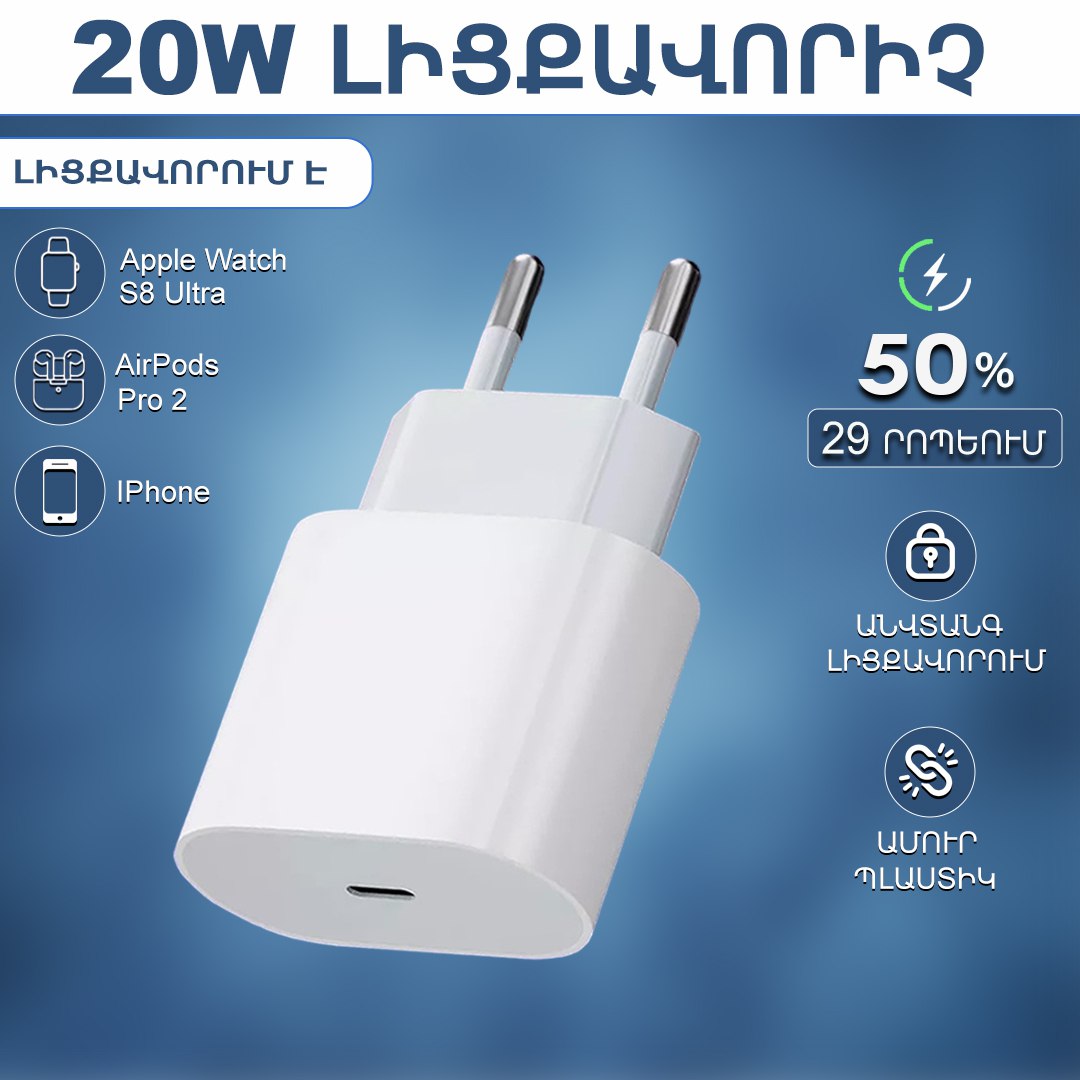 20W ԼԻՑՔԱՎՈՐԻՉ
ԼԻՑՔԱՎՈՐՈՒՄ Է
Apple Watch
S8 Ultra
AirPods
Pro 2
IPhone
50%
29 ՐՈՊԵՈՒՄ
ԱՆՎՏԱՆԳ
ԼԻՑՔԱՎՈՐՈՒՄ
ԱՄՈՒՐ
ՊԼԱՍՏԻԿ